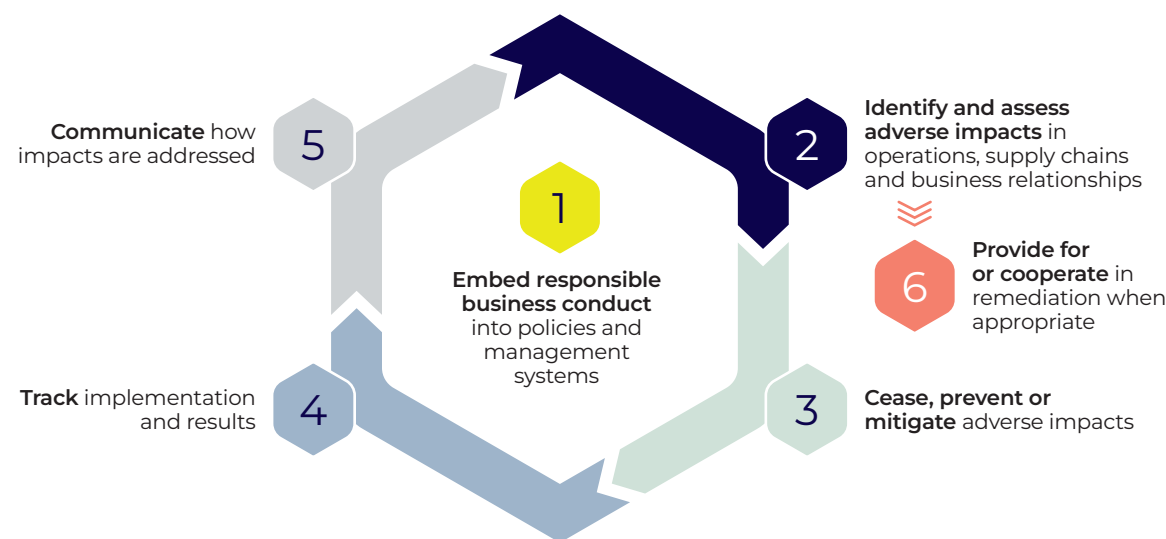 1
Embed responsible
business conduct
into policies and
management
systems
2
Identify and assess
adverse impacts in
operations, supply chains
and business relationships
6
Provide for
or cooperate in
remediation when
appropriate
3
Cease, prevent or
mitigate adverse impacts
4
Track implementation
and results
5
Communicate how
impacts are addressed